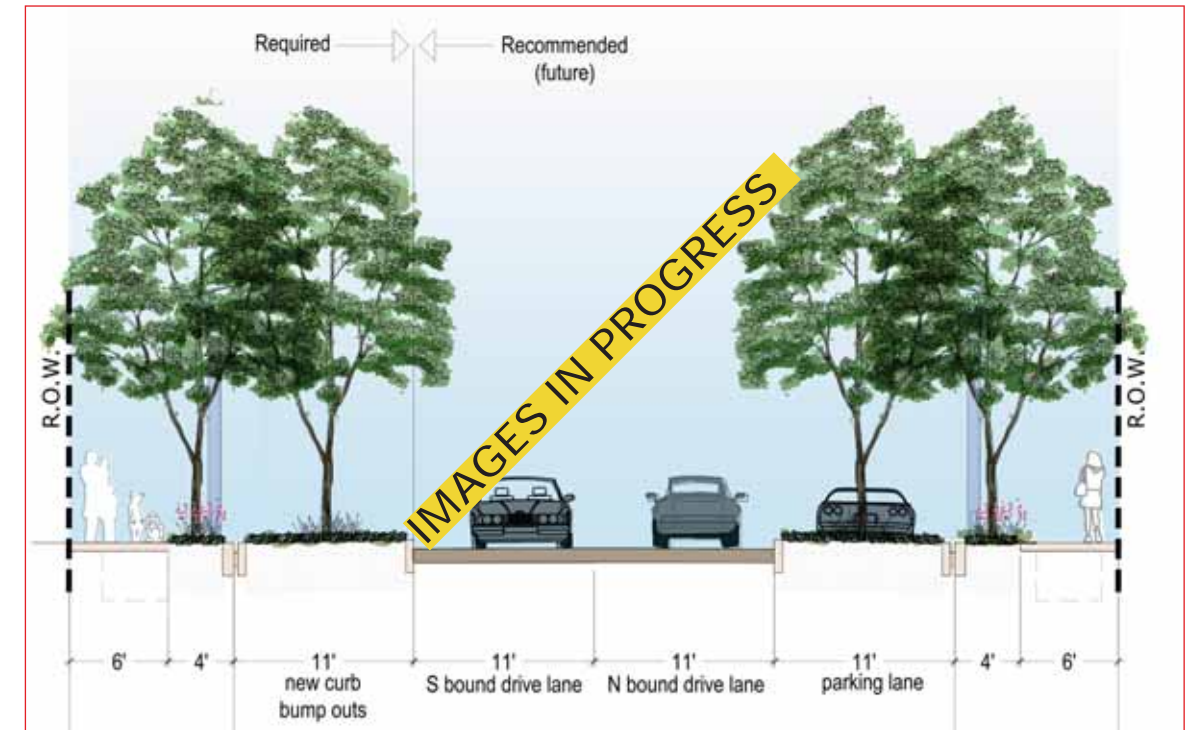 Required
Recommended
(future)
IMAGES IN PROGRESS
R.O.W.
R.O.W.
6'
4'
11'
new curb
bump outs
11'
S bound drive lane
11'
N bound drive lane
11'
parking lane
4'
6'